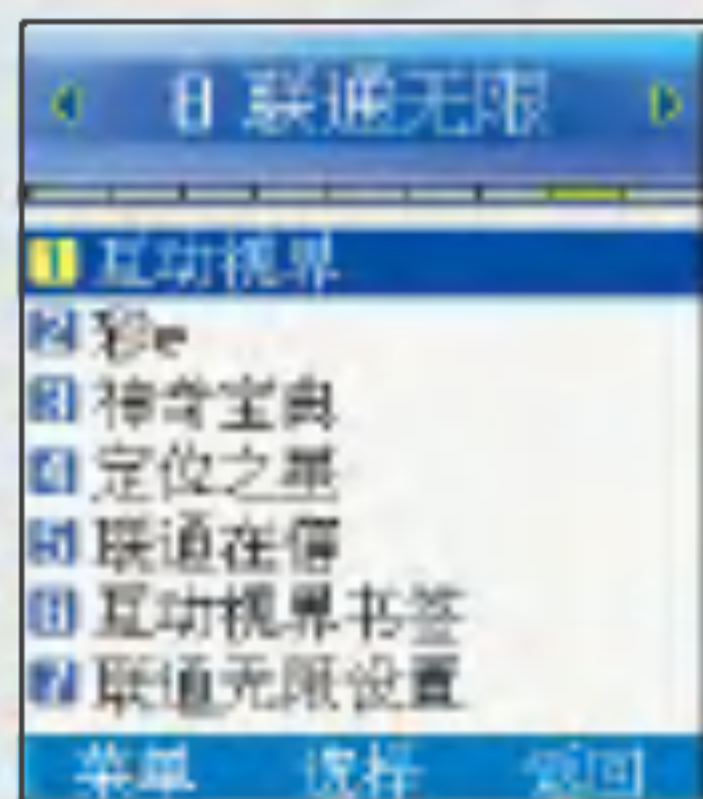 8 联通无限
1 互动视界
2 彩e
3 神奇宝典
4 定位之星
5 联通在信
6 互动视界书签
7 联通无限设置
菜单 选择 返回